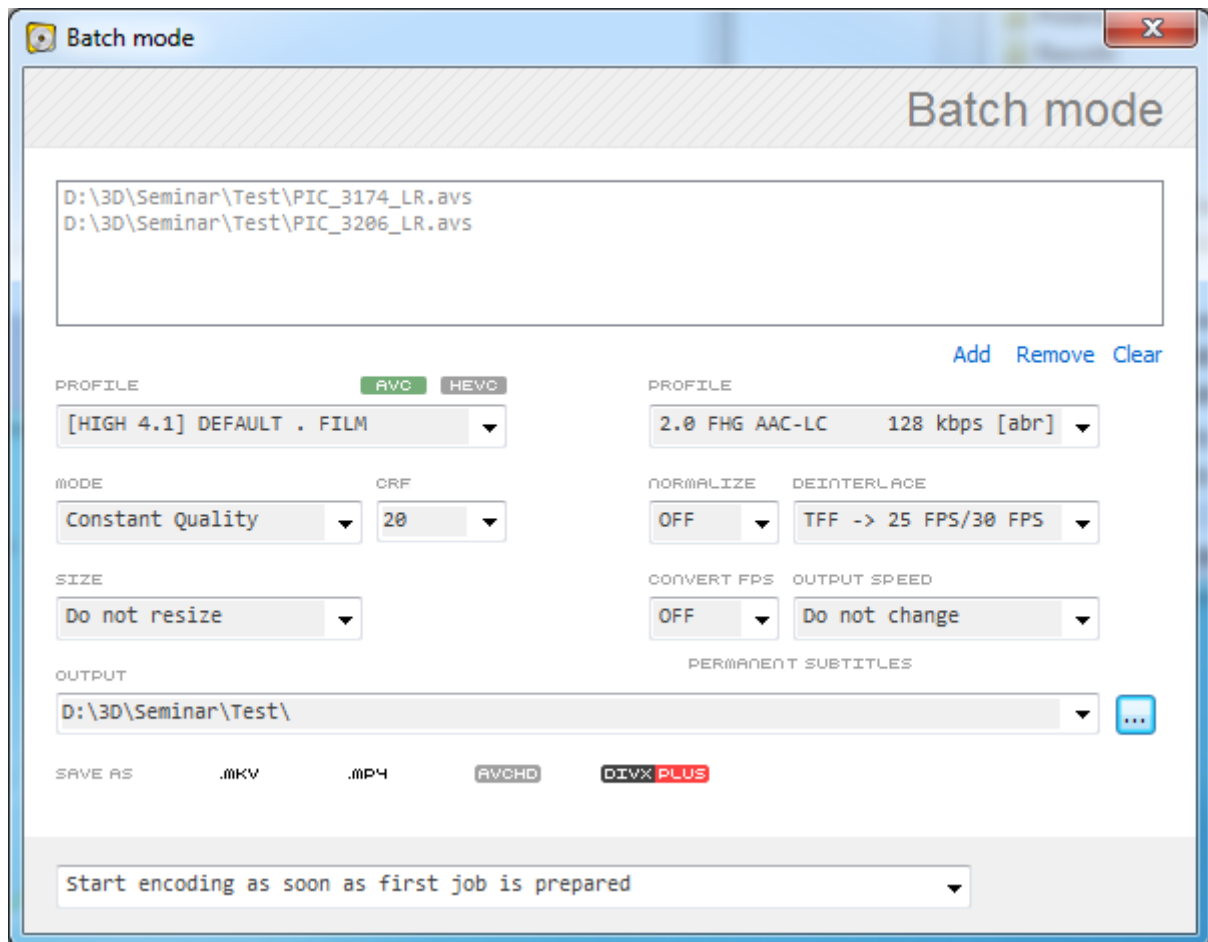 Batch mode
Batch mode
D:\3D\Seminar\Test\PIC_3174_LR.avs
D:\3D\Seminar\Test\PIC_3206_LR.avs
Add Remove Clear
PROFILE AVC HEVC PROFILE
[HIGH 4.1] DEFAULT . FILM 2.0 FHG AAC-LC 128 kbps [abr]
MODE CRF NORMALIZE DEINTERLACE
Constant Quality 20 OFF TFF -> 25 FPS/30 FPS
SIZE CONVERT FPS OUTPUT SPEED
Do not resize OFF Do not change
PERMANENT SUBTITLES
OUTPUT
D:\3D\Seminar\Test\ ...
SAVE AS .MKV .MP4 AVCHD DIVX PLUS
Start encoding as soon as first job is prepared